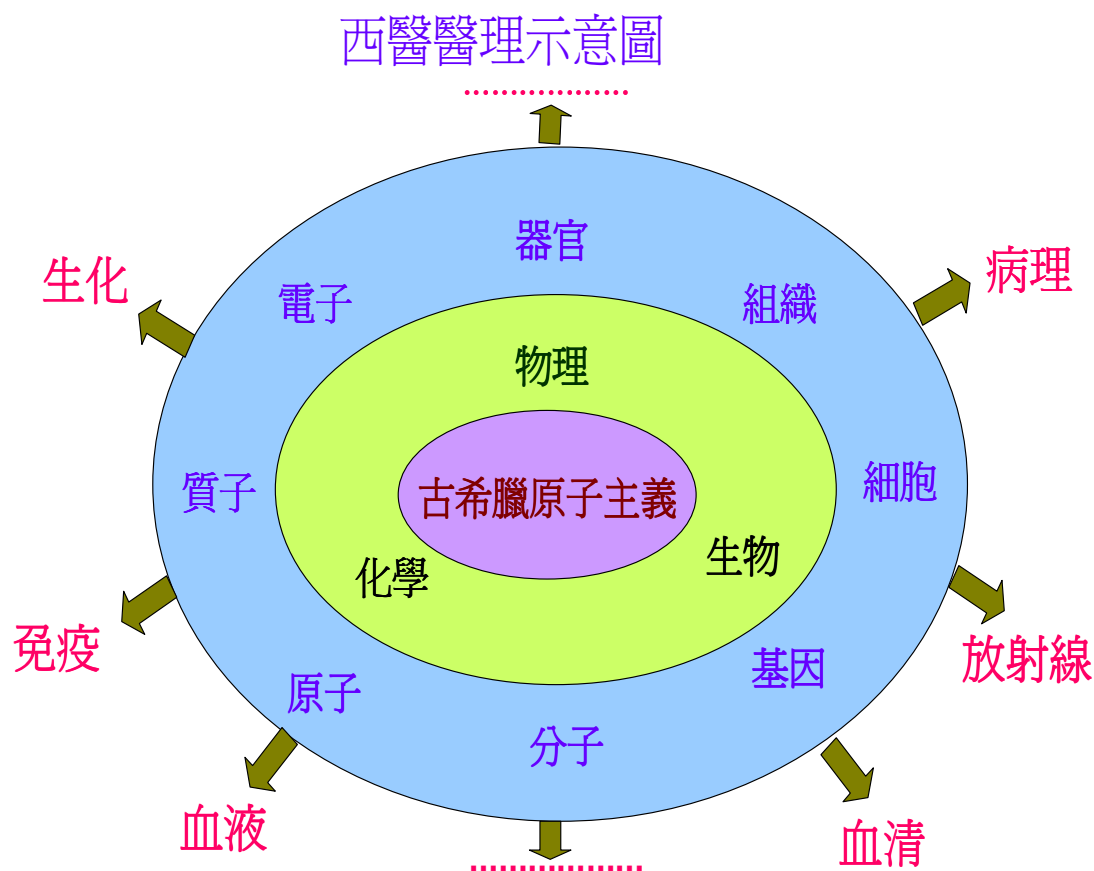 西醫醫理示意圖
………………
器官
病理
生化
電子
組織
物理
質子
古希臘原子主義
細胞
生物
化學
免疫
放射線
基因
原子
分子
血液
血清
………………